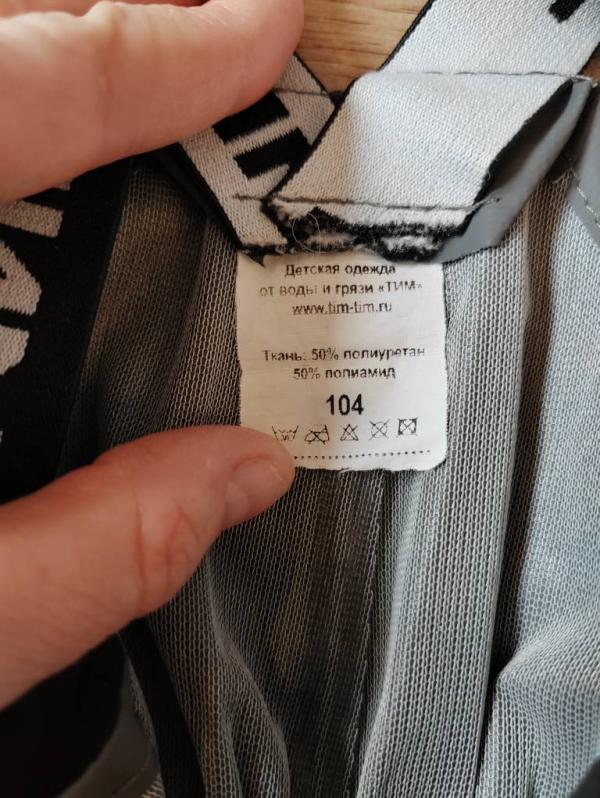 Детская одежда
от воды и грязи «ТИМ»
www.tim-tim.ru
Ткань: 50% полиуретан
50% полиамид
104